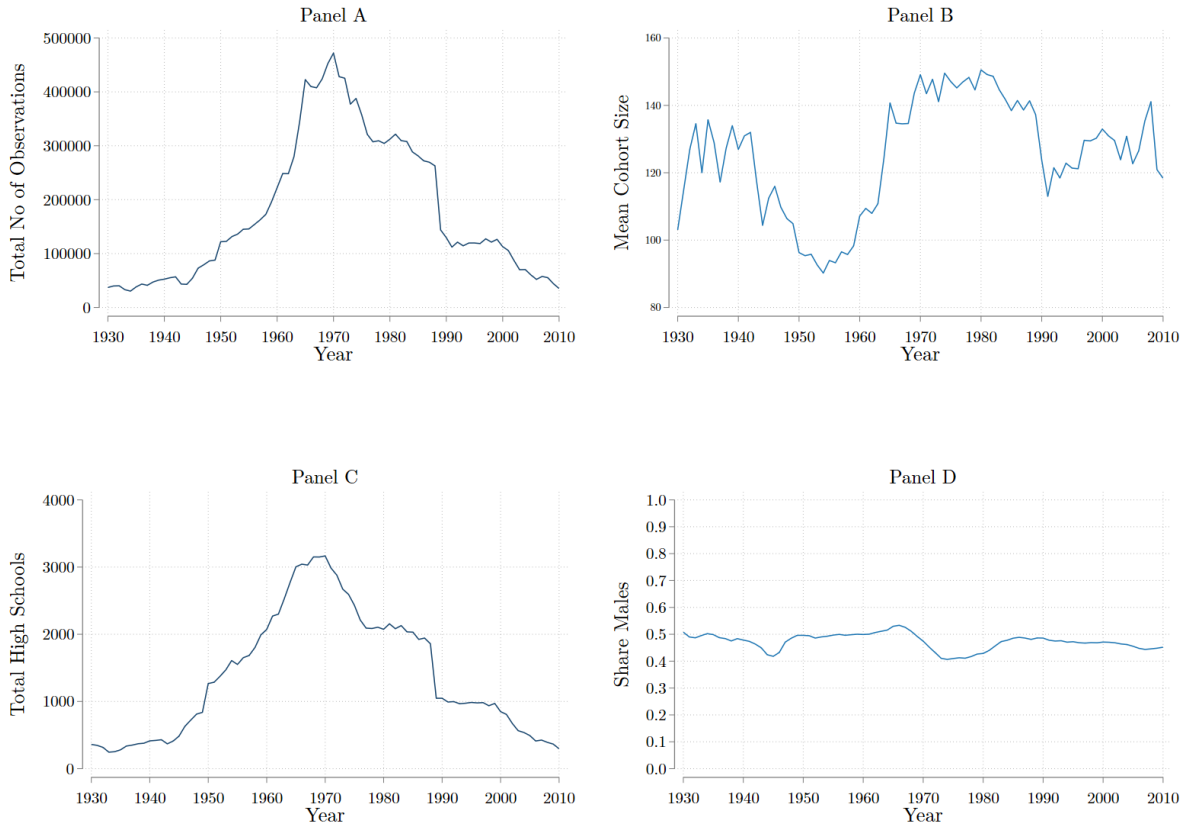 Panel A
Total No of Observations
500000
400000
300000
200000
100000
0
1930 1940 1950 1960 1970 1980 1990 2000 2010
Year
Panel B
Mean Cohort Size
160
140
120
100
80
1930 1940 1950 1960 1970 1980 1990 2000 2010
Year
Panel C
Total High Schools
4000
3000
2000
1000
0
1930 1940 1950 1960 1970 1980 1990 2000 2010
Year
Panel D
Share Males
1.0
0.9
0.8
0.7
0.6
0.5
0.4
0.3
0.2
0.1
0.0
1930 1940 1950 1960 1970 1980 1990 2000 2010
Year